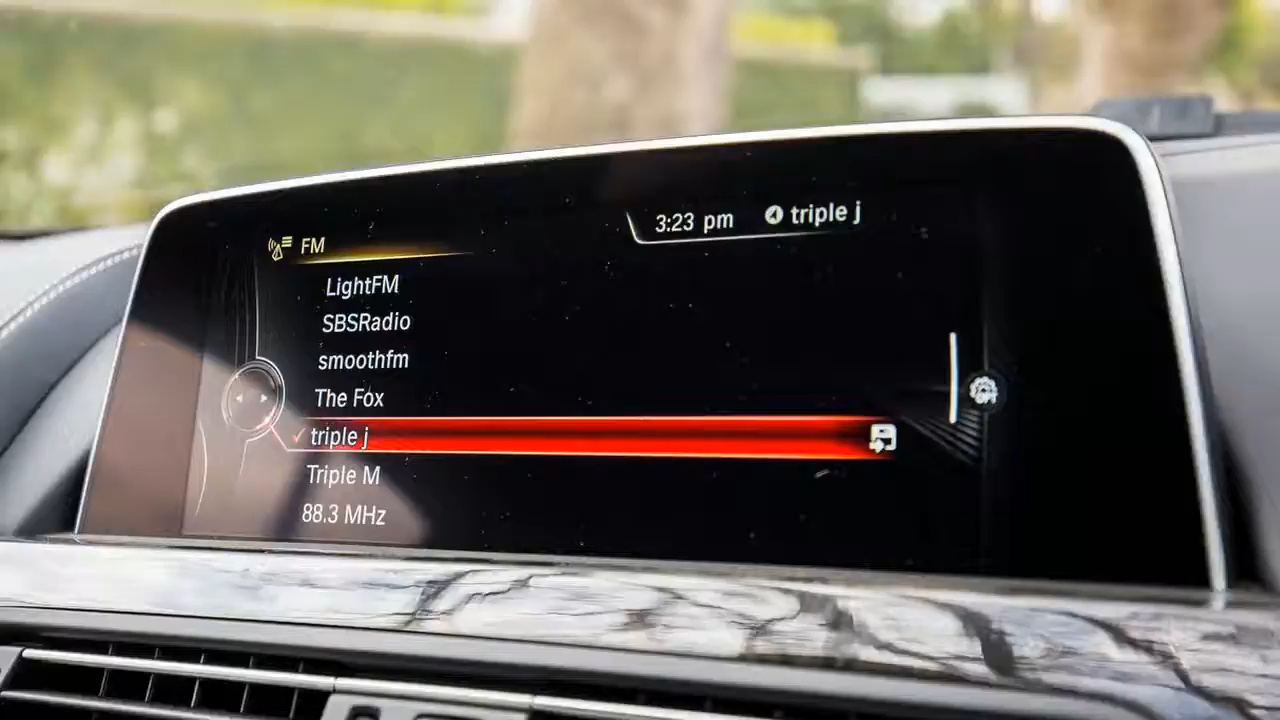 3:23 pm triple j
FM
LightFM
SBSRadio
smoothfm
The Fox
triple j
Triple M
88.3 MHz